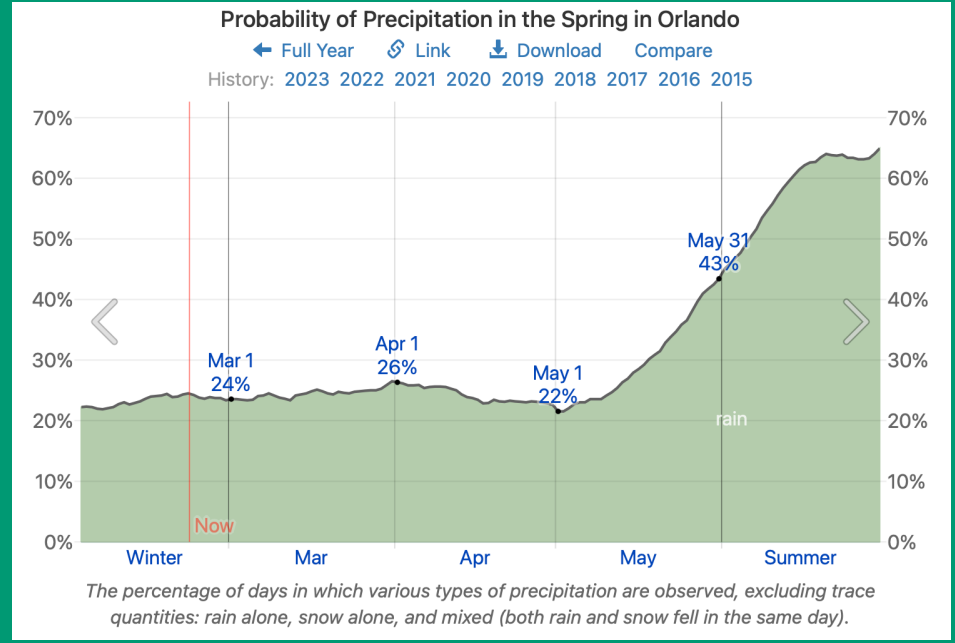 Probability of Precipitation in the Spring in Orlando
Full Year Link Download Compare
History: 2023 2022 2021 2020 2019 2018 2017 2016 2015
70% 70%
60% 60%
50% 50%
May 31
43%
40% 40%
Apr 1
26%
Mar 1
24%
30% 30%
May 1
22%
20% rain 20%
10% 10%
Now
0% 0%
Winter Mar Apr May Summer
The percentage of days in which various types of precipitation are observed, excluding trace
quantities: rain alone, snow alone, and mixed (both rain and snow fell in the same day).